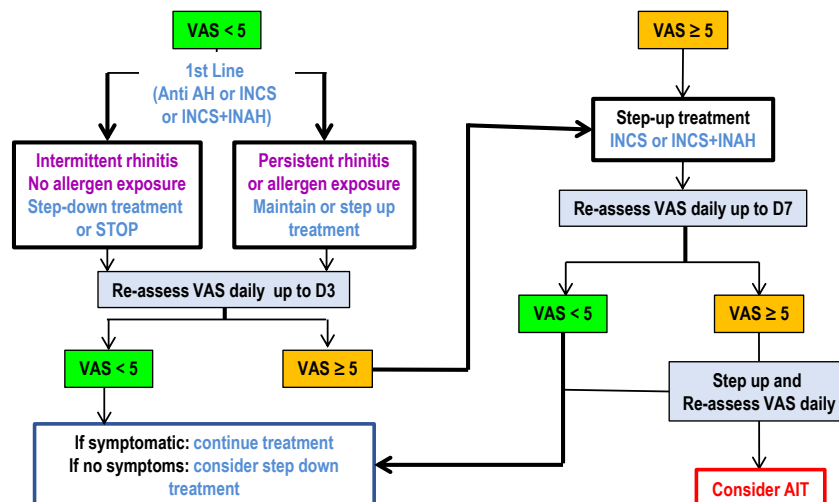 VAS < 5
1st Line
(Anti AH or INCS
or INCS+INAH)
Intermittent rhinitis
No allergen exposure
Step-down treatment
or STOP
Persistent rhinitis
or allergen exposure
Maintain or step up
treatment
Re-assess VAS daily up to D3
VAS < 5
VAS ≥ 5
If symptomatic: continue treatment
If no symptoms: consider step down
treatment
VAS ≥ 5
Step-up treatment
INCS or INCS+INAH
Re-assess VAS daily up to D7
VAS < 5
VAS ≥ 5
Step up and
Re-assess VAS daily
Consider AIT